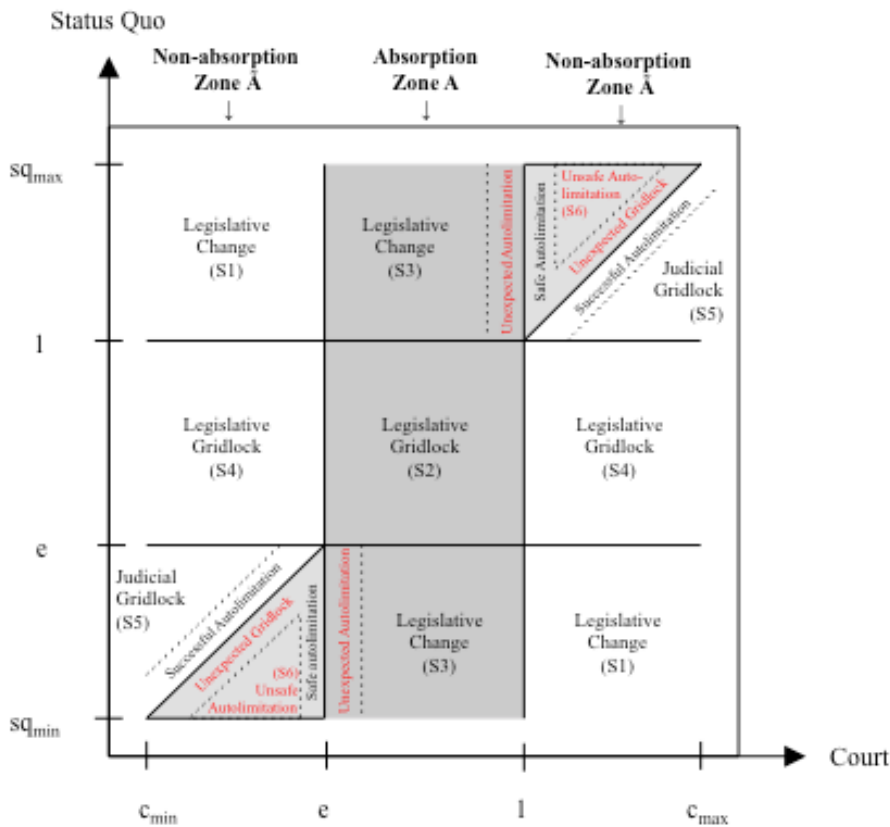 Status Quo
Non-absorption
Zone Ã
Absorption
Zone A
Non-absorption
Zone Ã
sqmax
Legislative
Change
(S1)
Legislative
Change
(S3)
Unexpected Autolimitation
Safe Autolimitation
Unsafe Auto-
limitation
(S6)
Unexpected Gridlock
Successful Autolimitation
Judicial
Gridlock
(S5)
l
Legislative
Gridlock
(S4)
Legislative
Gridlock
(S2)
Legislative
Gridlock
(S4)
e
Judicial
Gridlock
(S5)
Successful Autolimitation
Unexpected Gridlock
(S6)
Unsafe
Autolimitation
Safe autolimitation
Unexpected Autolimitation
Legislative
Change
(S3)
Legislative
Change
(S1)
sqmin
Court
cmin
e
l
cmax